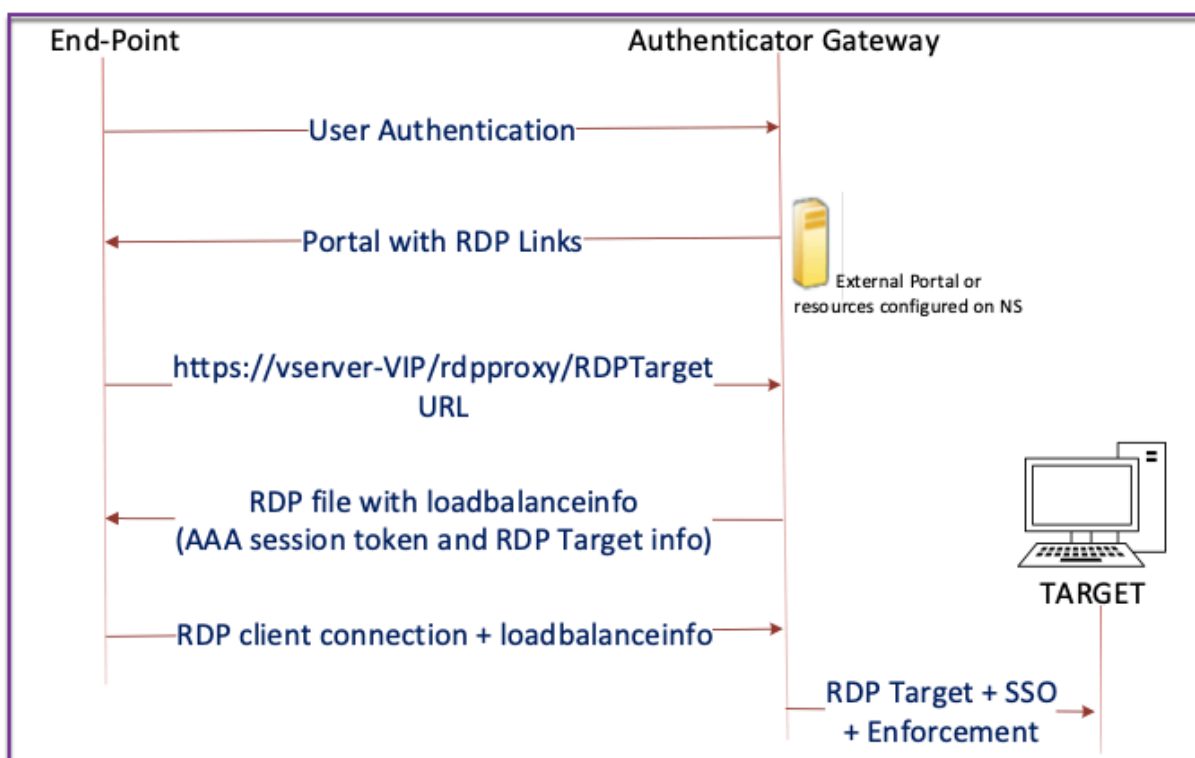 End-Point
Authenticator Gateway
User Authentication
Portal with RDP Links
External Portal or
resources configured on NS
https://vserver-VIP/rdpproxy/RDPTarget
URL
RDP file with loadbalanceinfo
(AAA session token and RDP Target info)
TARGET
RDP client connection + loadbalanceinfo
RDP Target + SSO
+ Enforcement